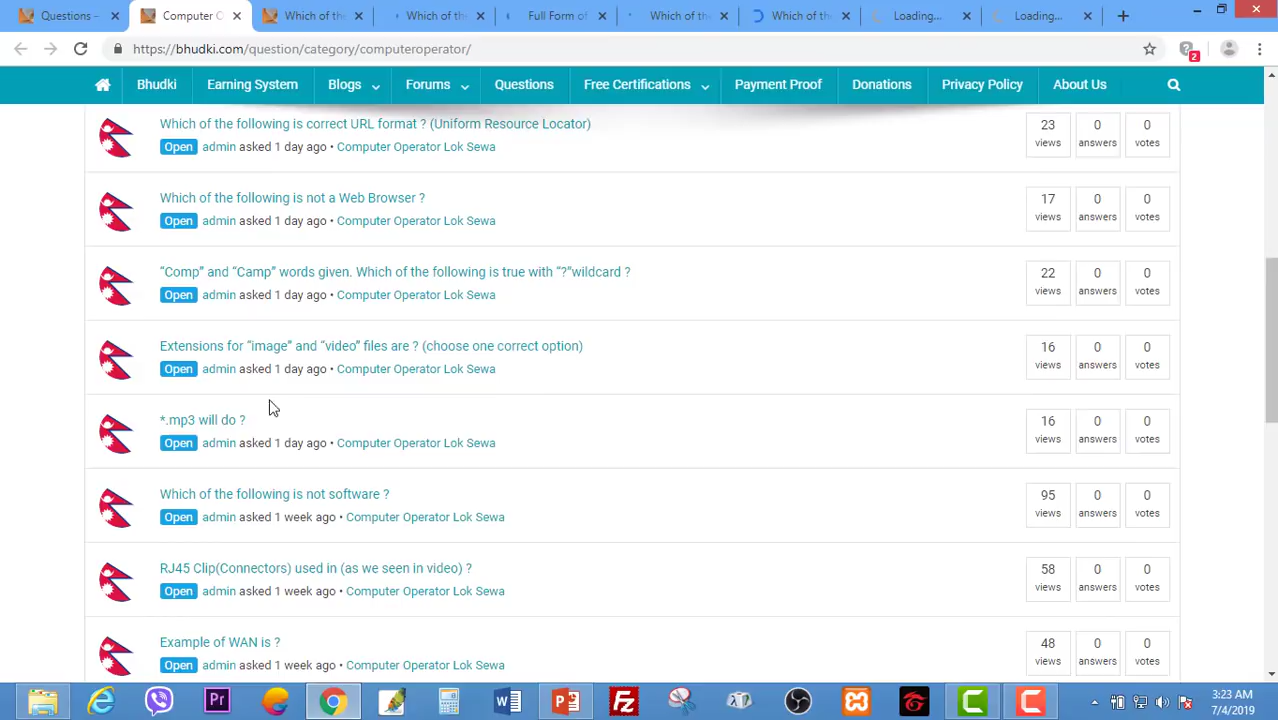 Questions -
Computer C
Which of the
Which of the
Full Form of
Which of the
Which of the
Loading...
Loading...
https://bhudki.com/question/category/computeroperator/
2
Bhudki
Earning System
Blogs
Forums
Questions
Free Certifications
Payment Proof
Donations
Privacy Policy
About Us
Which of the following is correct URL format ? (Uniform Resource Locator)
Open admin asked 1 day ago • Computer Operator Lok Sewa
23 views
0 answers
0 votes
Which of the following is not a Web Browser ?
Open admin asked 1 day ago • Computer Operator Lok Sewa
17 views
0 answers
0 votes
“Comp” and “Camp” words given. Which of the following is true with “?”wildcard ?
Open admin asked 1 day ago • Computer Operator Lok Sewa
22 views
0 answers
0 votes
Extensions for “image” and “video” files are ? (choose one correct option)
Open admin asked 1 day ago • Computer Operator Lok Sewa
16 views
0 answers
0 votes
*.mp3 will do ?
Open admin asked 1 day ago • Computer Operator Lok Sewa
16 views
0 answers
0 votes
Which of the following is not software ?
Open admin asked 1 week ago • Computer Operator Lok Sewa
95 views
0 answers
0 votes
RJ45 Clip(Connectors) used in (as we seen in video) ?
Open admin asked 1 week ago • Computer Operator Lok Sewa
58 views
0 answers
0 votes
Example of WAN is ?
Open admin asked 1 week ago • Computer Operator Lok Sewa
48 views
0 answers
0 votes
3:23 AM
7/4/2019